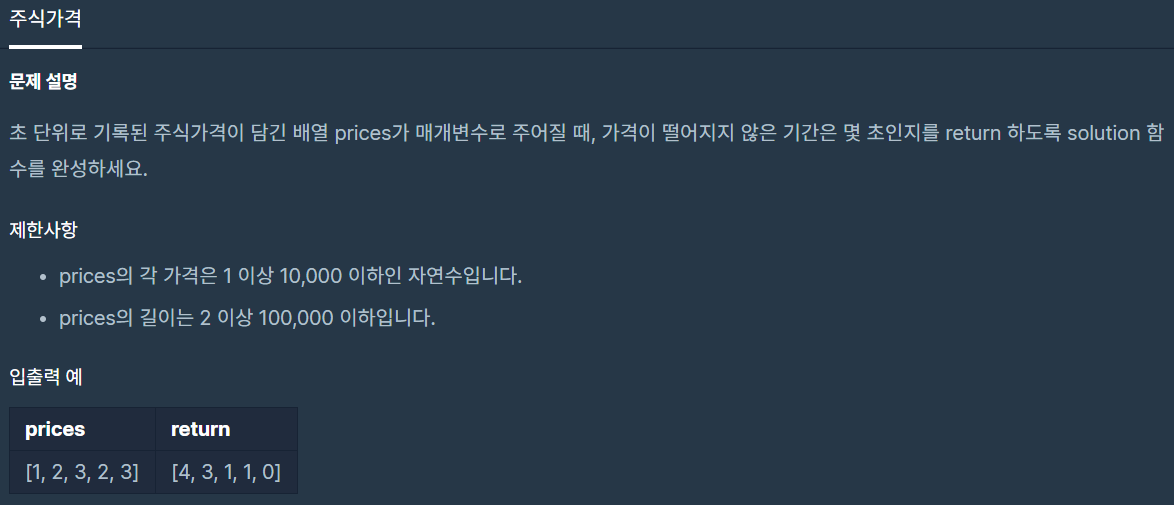 주식가격
문제 설명
초 단위로 기록된 주식가격이 담긴 배열 prices가 매개변수로 주어질 때, 가격이 떨어지지 않은 기간은 몇 초인지를 return 하도록 solution 함
수를 완성하세요.
제한사항
• prices의 각 가격은 1 이상 10,000 이하인 자연수입니다.
• prices의 길이는 2 이상 100,000 이하입니다.
입출력 예
prices return
[1, 2, 3, 2, 3] [4, 3, 1, 1, 0]